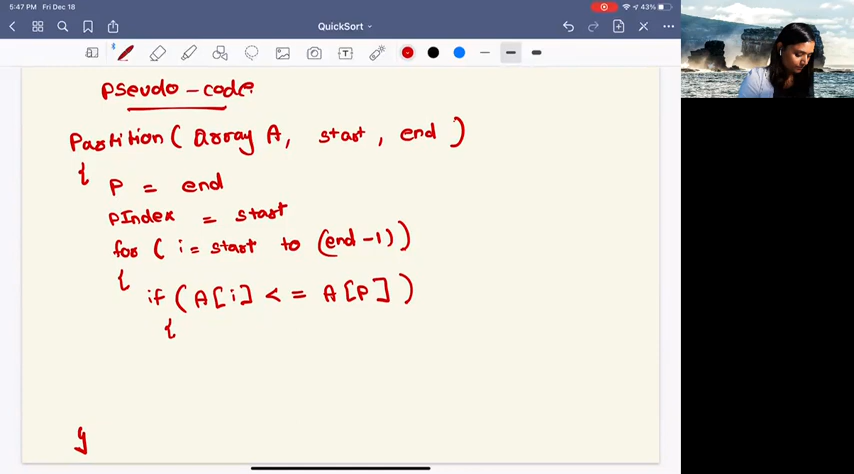 5:47 PM Fri Dec 18
43%
QuickSort
Pseudo-code
Partition( Array A, start, end )
{
P = end
PIndex = start
for ( i = start to (end-1))
{
if ( A[i] <= A[P] )
{
}